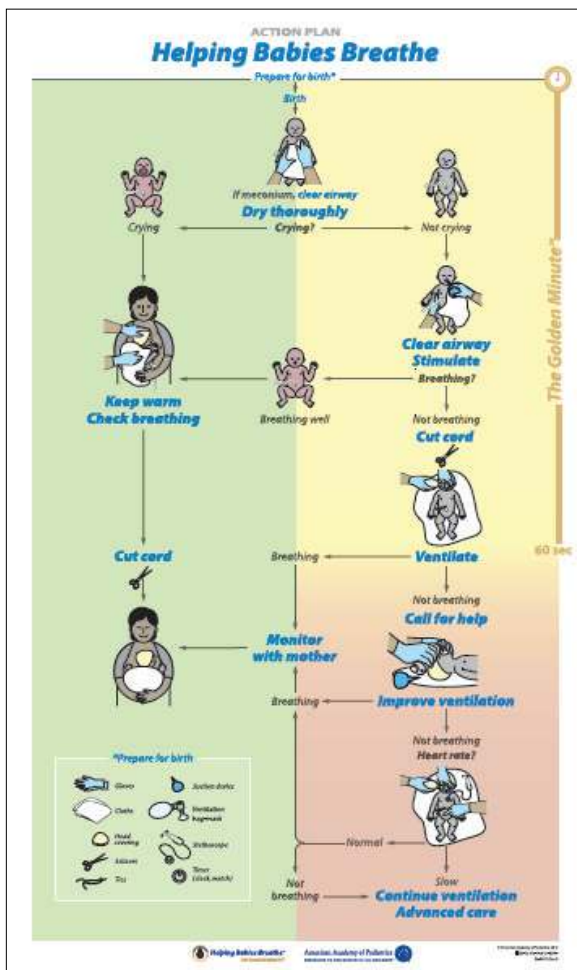 ACTION PLAN
Helping Babies Breathe
Prepare for birth*
Birth
If meconium, clear airway
Dry thoroughly
Crying
Crying?
Not crying
Clear airway
Stimulate
Breathing?
Keep warm
Check breathing
Breathing well
Not breathing
Cut cord
Cut cord
Breathing
Ventilate
Not breathing
Call for help
Monitor
with mother
Breathing
Improve ventilation
Not breathing
Heart rate?
Normal
Not
breathing
Slow
Continue ventilation
Advanced care
The Golden Minute
60 sec
*Prepare for birth
Gloves
Cloths
Head
covering
Scissors
Ties
Suction device
Ventilation
bag-mask
Stethoscope
Timer
(clock, watch)
Helping Babies Breathe
American Academy of Pediatrics